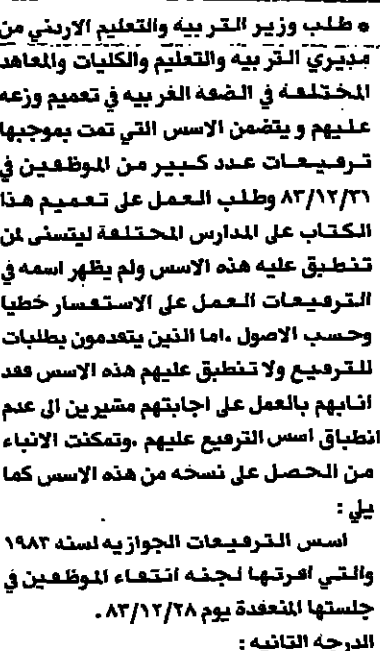 * طلب وزير التربيه والتعليم الاردني من
مديري التربيه والتعليم والكليات والمعاهد
المختلفة في الضفة الغربيه في تعميم وزعه
عليهم ويتضمن الاسس التي تمت بموجبها
ترفيعات عدد كبير من الموظفين في
٨٣/١٢/٣١ وطلب العمل على تعميم هذا
الكتاب على المدارس المختلفة ليتسنى لمن
تنطبق عليه هذه الاسس ولم يظهر اسمه في
الترفيعات العمل على الاستفسار خطيا
وحسب الاصول .اما الذين يتقدمون بطلبات
للترفيع ولا تنطبق عليهم هذه الاسس فقد
انابهم بالعمل على اجابتهم مشيرين الى عدم
انطباق اسس الترفيع عليهم .وتمكنت الانباء
من الحصل على نسخه من هذه الاسس كما
يلي :
اسس الترفيعات الجوازيه لسنه ١٩٨٣
والتي اقرتها لجنه انتقاء الموظفين في
جلستها المنعقدة يوم ٨٣/١٢/٢٨ .
الدرجه الثانيه :